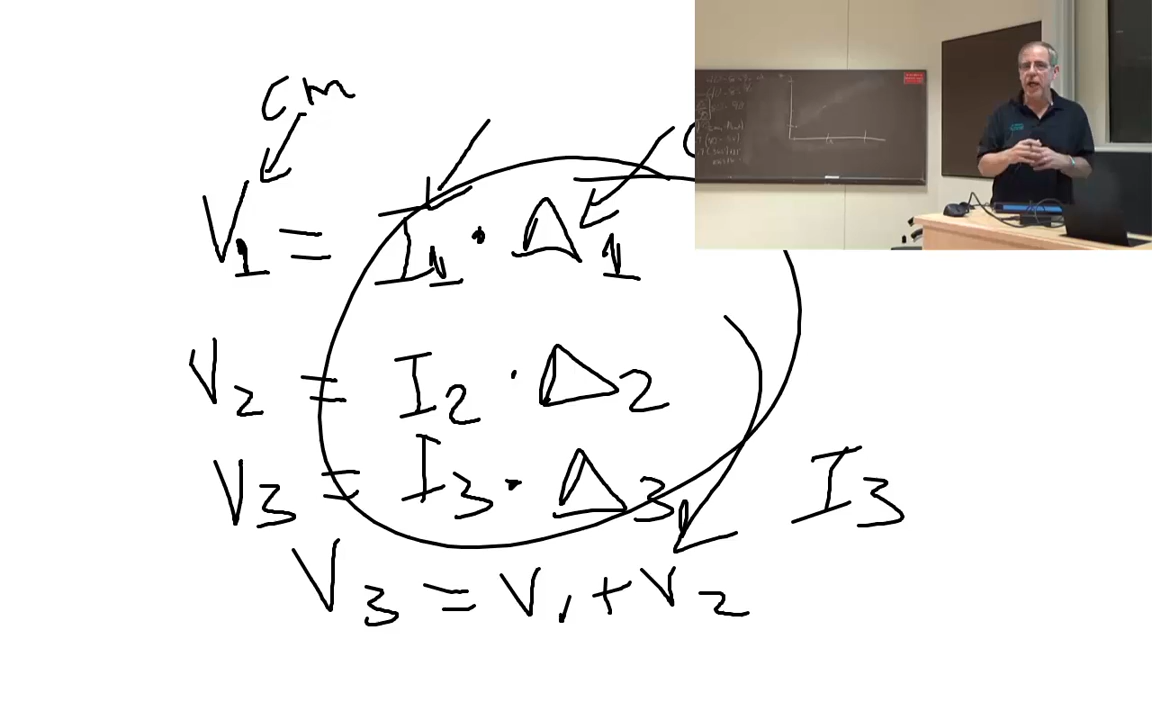 cm
V1 = I1 · Δ1
V2 = I2 · Δ2
V3 = I3 · Δ3
I3
V3 = V1 + V2